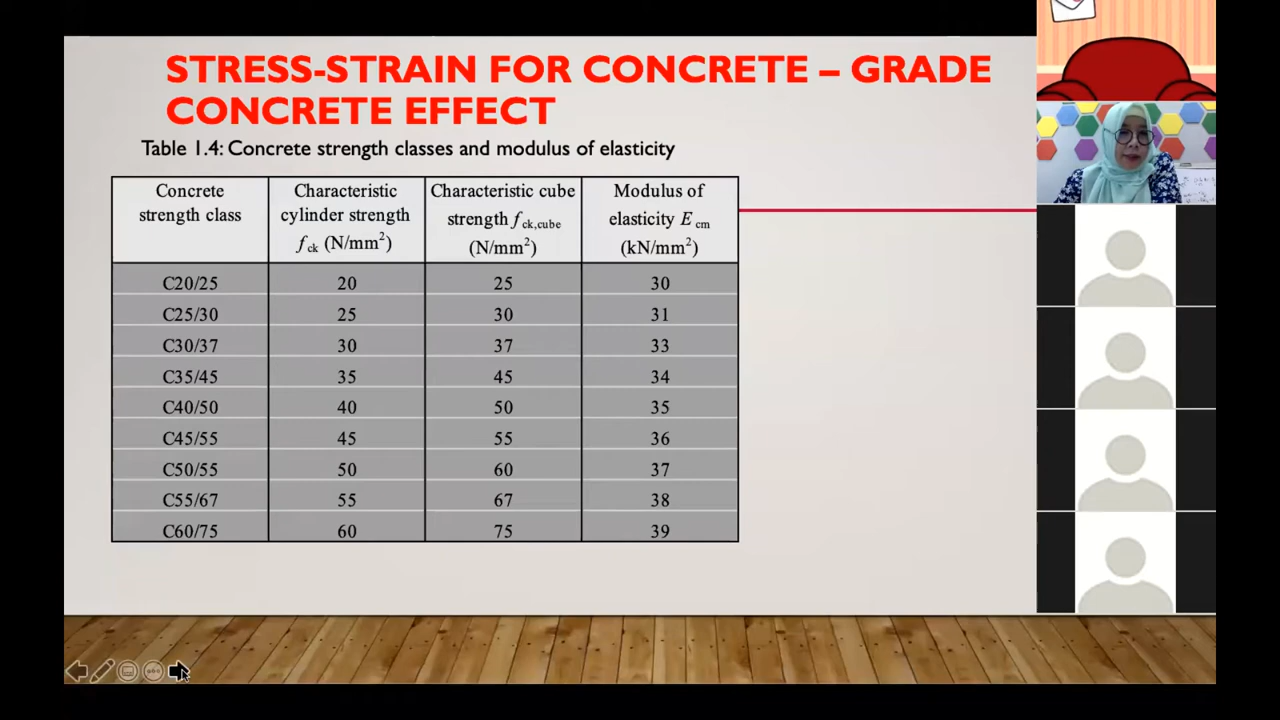 STRESS-STRAIN FOR CONCRETE – GRADE
CONCRETE EFFECT
Table 1.4: Concrete strength classes and modulus of elasticity
Concrete strength class | Characteristic cylinder strength fck (N/mm²) | Characteristic cube strength fck,cube (N/mm²) | Modulus of elasticity E cm (kN/mm²)
C20/25 20 25 30
C25/30 25 30 31
C30/37 30 37 33
C35/45 35 45 34
C40/50 40 50 35
C45/55 45 55 36
C50/55 50 60 37
C55/67 55 67 38
C60/75 60 75 39